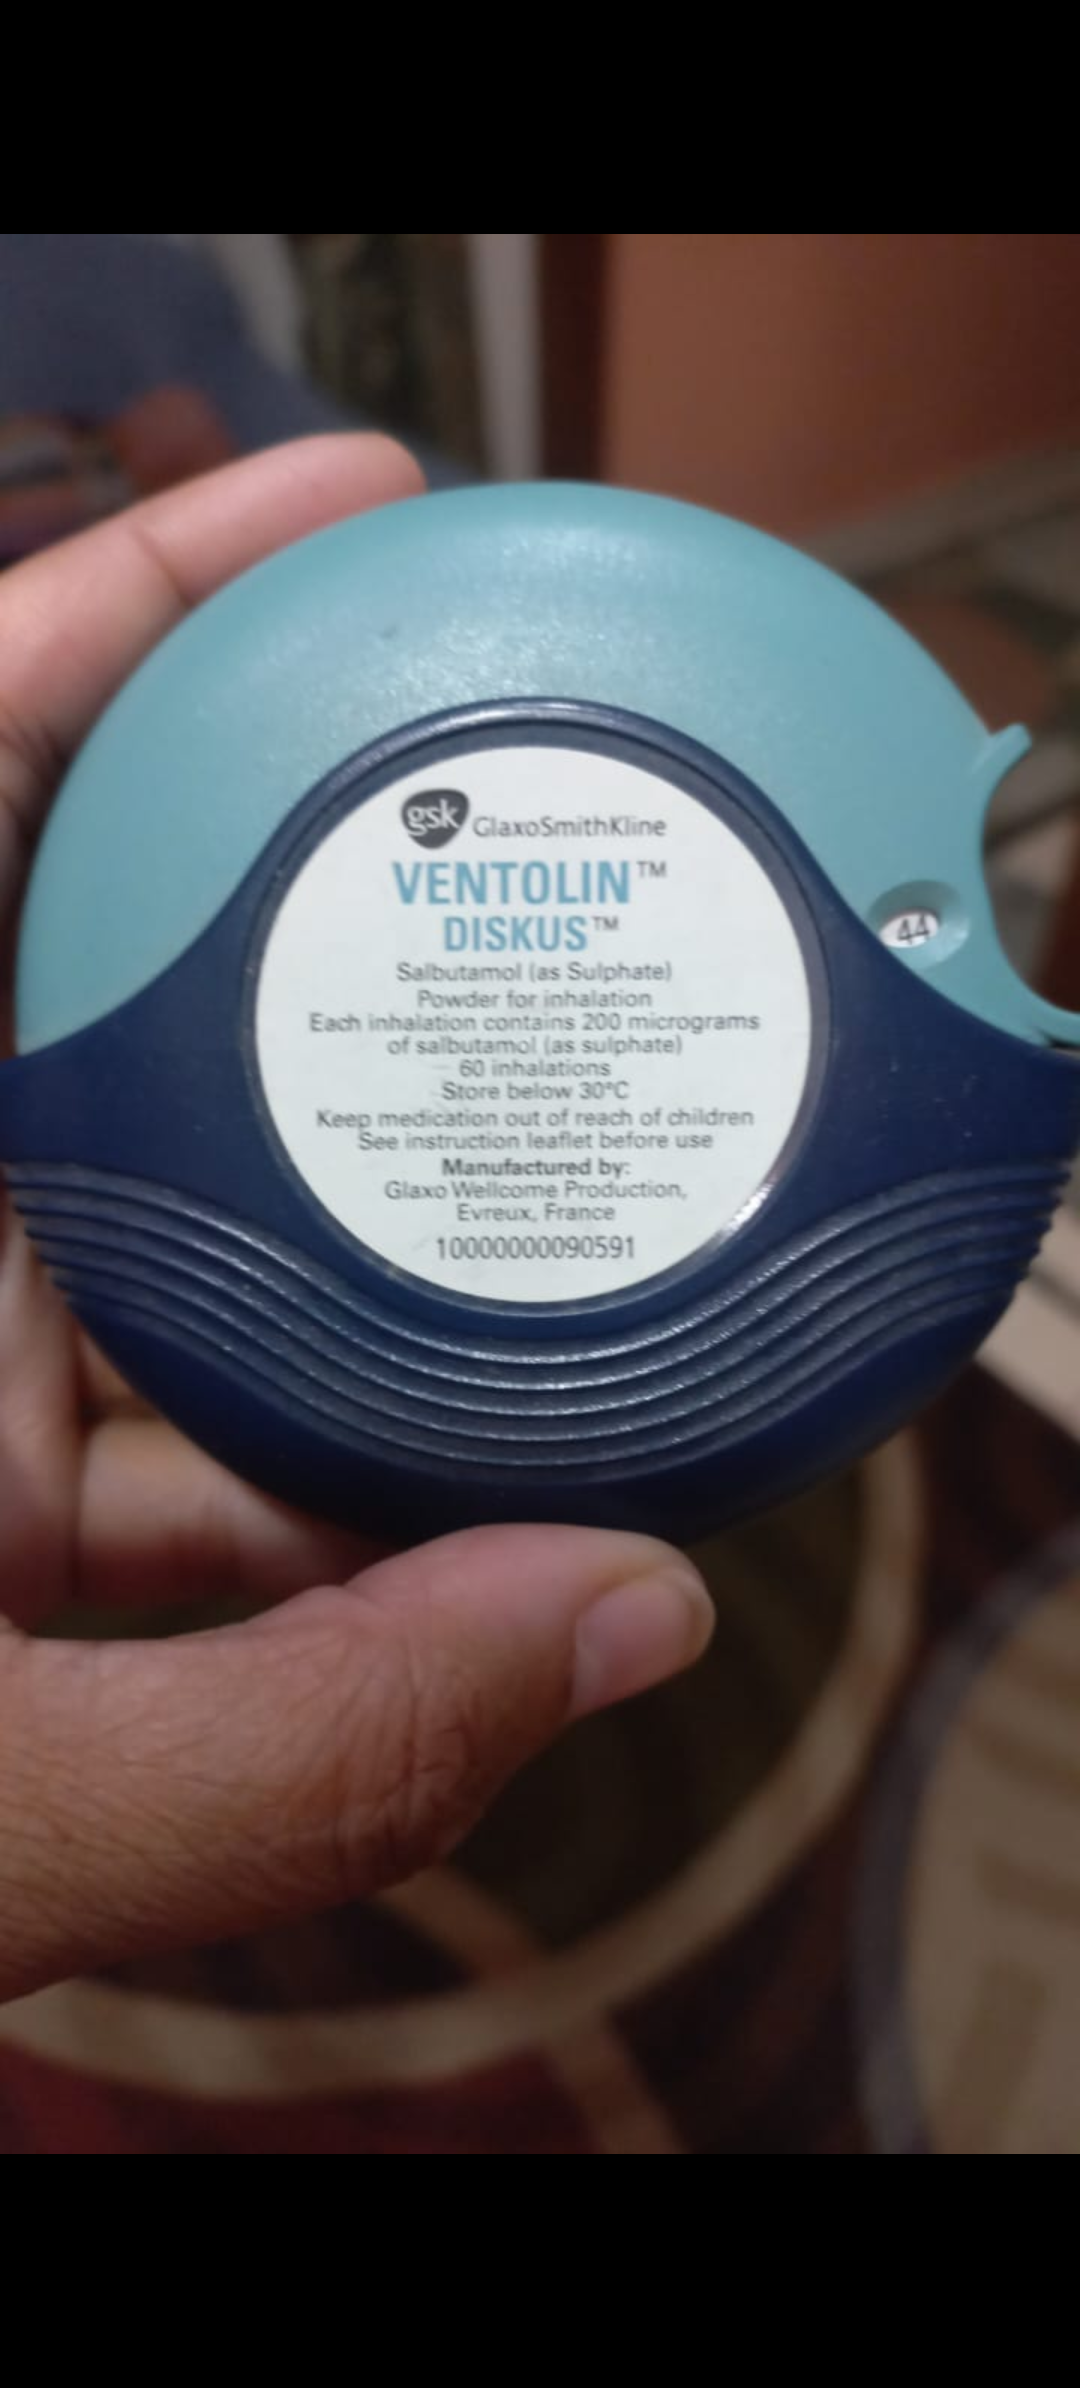 gsk GlaxoSmithKline
VENTOLIN™
DISKUS™
Salbutamol (as Sulphate)
Powder for inhalation
Each inhalation contains 200 micrograms
of salbutamol (as sulphate)
60 inhalations
Store below 30°C
Keep medication out of reach of children
See instruction leaflet before use
Manufactured by:
Glaxo Wellcome Production,
Evreux, France
10000000090591
44